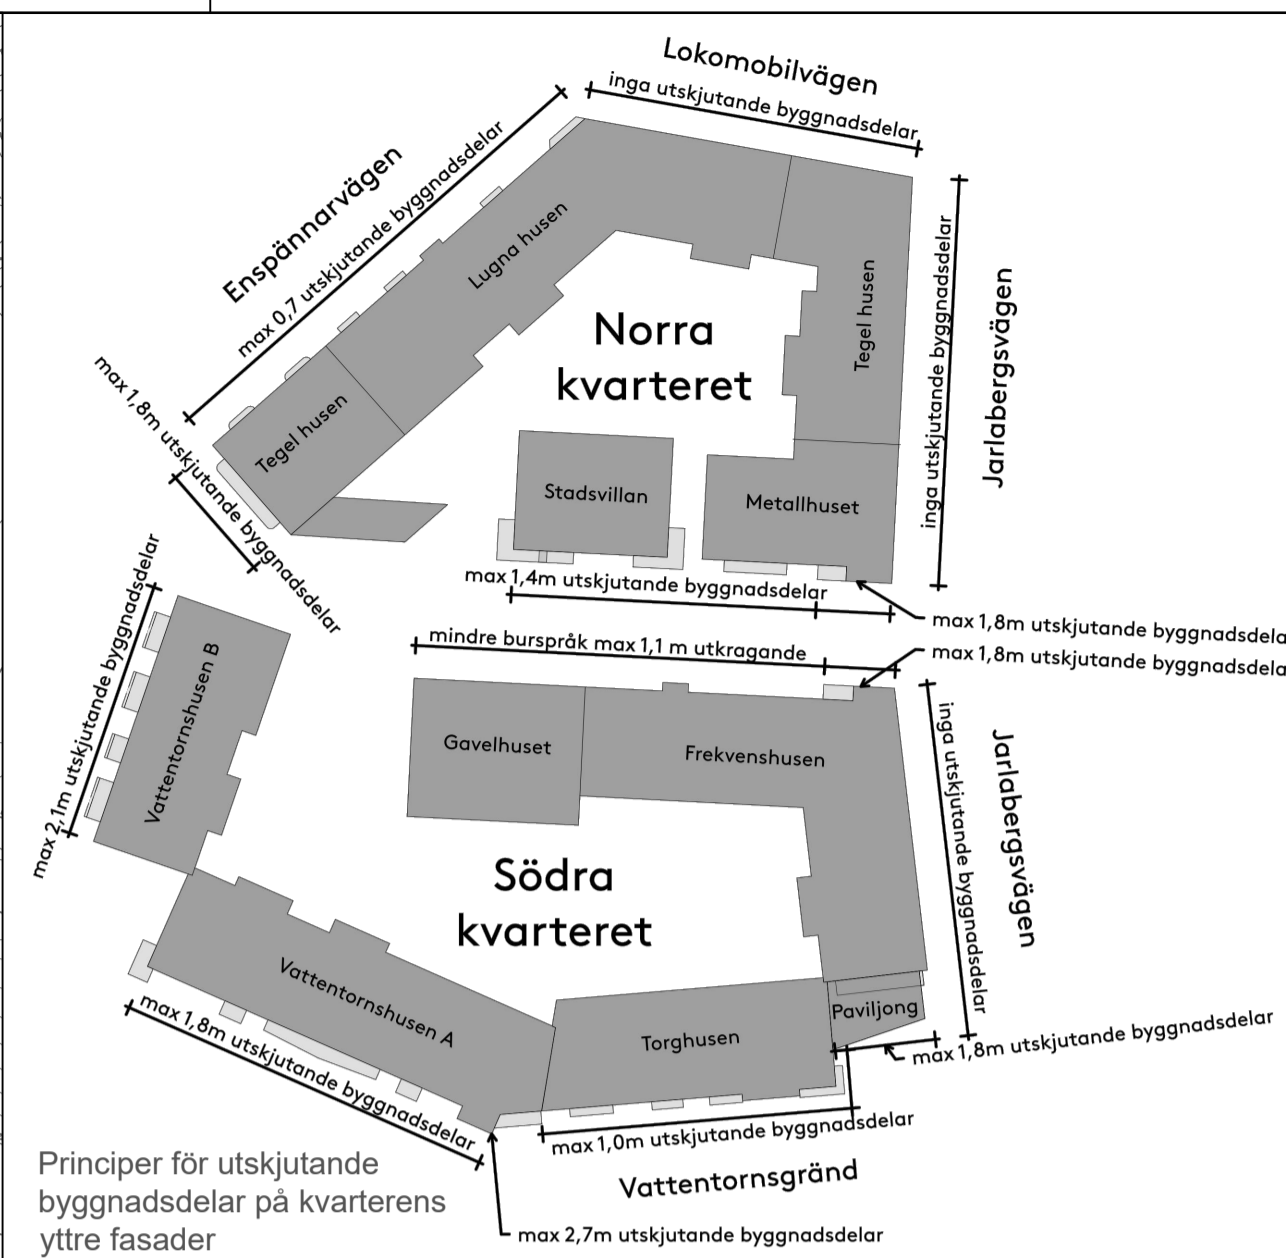 Lokomobilvägen
inga utskjutande byggnadsdelar
Enspännarvägen
max 0,7 utskjutande byggnadsdelar
Lugna husen
Tegel husen
inga utskjutande byggnadsdelar
Jarlabergsvägen
Norra
kvarteret
max 1,8m utskjutande byggnadsdelar
Tegel husen
Stadsvillan
Metallhuset
max 1,4m utskjutande byggnadsdelar
max 1,8m utskjutande byggnadsdela
mindre burspråk max 1,1 m utkragande
max 1,8m utskjutande byggnadsdela
max 2,1m utskjutande byggnadsdelar
Vattentornshusen B
Gavelhuset
Frekvenshusen
inga utskjutande byggnadsdelar
Jarlabergsvägen
Södra
kvarteret
Vattentornshusen A
max 1,8m utskjutande byggnadsdelar
Torghusen
Paviljong
max 1,8m utskjutande byggnadsdelar
max 1,0m utskjutande byggnadsdelar
Vattentornsgränd
max 2,7m utskjutande byggnadsdelar
Principer för utskjutande
byggnadsdelar på kvarterens
yttre fasader